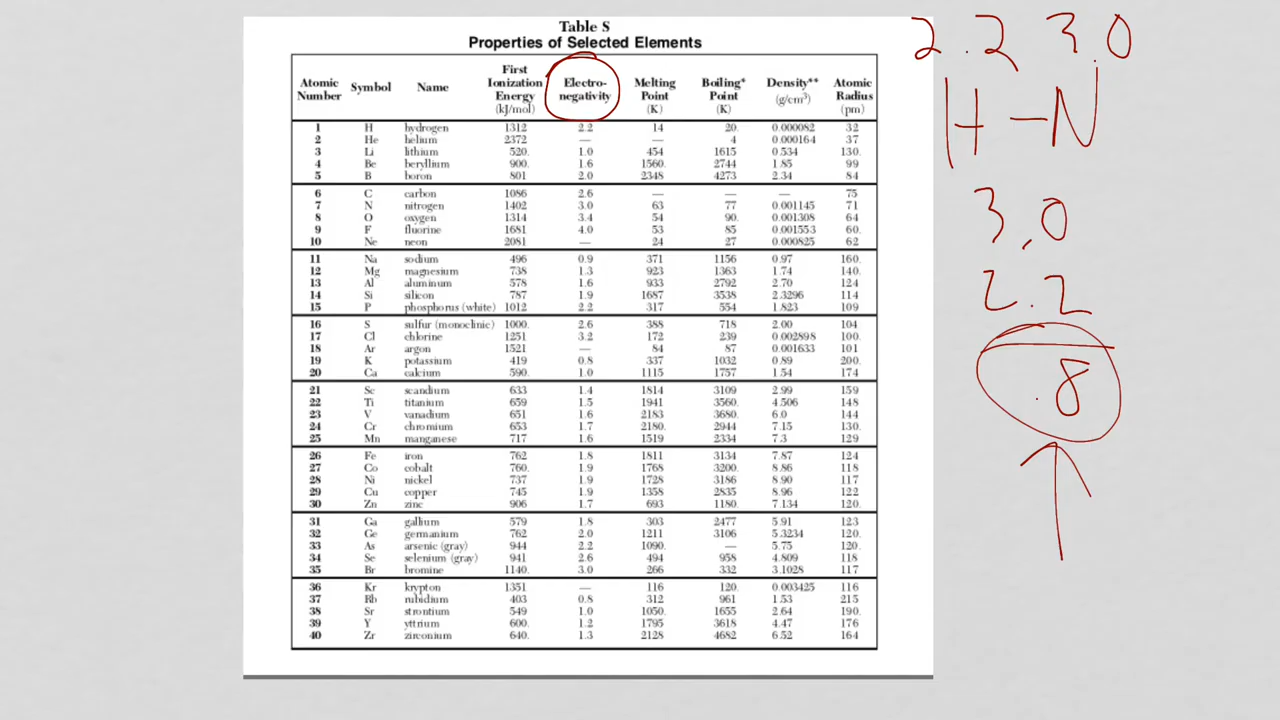 Table S
Properties of Selected Elements
Atomic Number Symbol Name First Ionization Energy (kJ/mol) Electro-negativity Melting Point (K) Boiling* Point (K) Density** (g/cm³) Atomic Radius (pm)
1 H hydrogen 1312 2.2 14 20. 0.000082 32
2 He helium 2372 — — 4 0.000164 37
3 Li lithium 520. 1.0 454 1615 0.534 130.
4 Be beryllium 900. 1.6 1560. 2744 1.85 99
5 B boron 801 2.0 2348 4273 2.34 84
6 C carbon 1086 2.6 — — — 75
7 N nitrogen 1402 3.0 63 77 0.001145 71
8 O oxygen 1314 3.4 54 90. 0.001308 64
9 F fluorine 1681 4.0 53 85 0.001553 60.
10 Ne neon 2081 — 24 27 0.000825 62
11 Na sodium 496 0.9 371 1156 0.97 160.
12 Mg magnesium 738 1.3 923 1363 1.74 140.
13 Al aluminum 578 1.6 933 2792 2.70 124
14 Si silicon 787 1.9 1687 3538 2.3296 114
15 P phosphorus (white) 1012 2.2 317 554 1.823 109
16 S sulfur (monoclinic) 1000. 2.6 388 718 2.00 104
17 Cl chlorine 1251 3.2 172 239 0.002898 100.
18 Ar argon 1521 — 84 87 0.001633 101
19 K potassium 419 0.8 337 1032 0.89 200.
20 Ca calcium 590. 1.0 1115 1757 1.54 174
21 Sc scandium 633 1.4 1814 3109 2.99 159
22 Ti titanium 659 1.5 1941 3560. 4.506 148
23 V vanadium 651 1.6 2183 3680. 6.0 144
24 Cr chromium 653 1.7 2180. 2944 7.15 130.
25 Mn manganese 717 1.6 1519 2334 7.3 129
26 Fe iron 762 1.8 1811 3134 7.87 124
27 Co cobalt 760. 1.9 1768 3200. 8.86 118
28 Ni nickel 737 1.9 1728 3186 8.90 117
29 Cu copper 745 1.9 1358 2835 8.96 122
30 Zn zinc 906 1.7 693 1180. 7.134 120.
31 Ga gallium 579 1.8 303 2477 5.91 123
32 Ge germanium 762 2.0 1211 3106 5.3234 120.
33 As arsenic (gray) 944 2.2 1090. — 5.75 120.
34 Se selenium (gray) 941 2.6 494 958 4.809 118
35 Br bromine 1140. 3.0 266 332 3.1028 117
36 Kr krypton 1351 — 116 120. 0.003425 116
37 Rb rubidium 403 0.8 312 961 1.53 215
38 Sr strontium 549 1.0 1050. 1655 2.64 190.
39 Y yttrium 600. 1.2 1795 3618 4.47 176
40 Zr zirconium 640. 1.3 2128 4682 6.52 164
2.2 3.0
H – N
3.0
2.2
.8